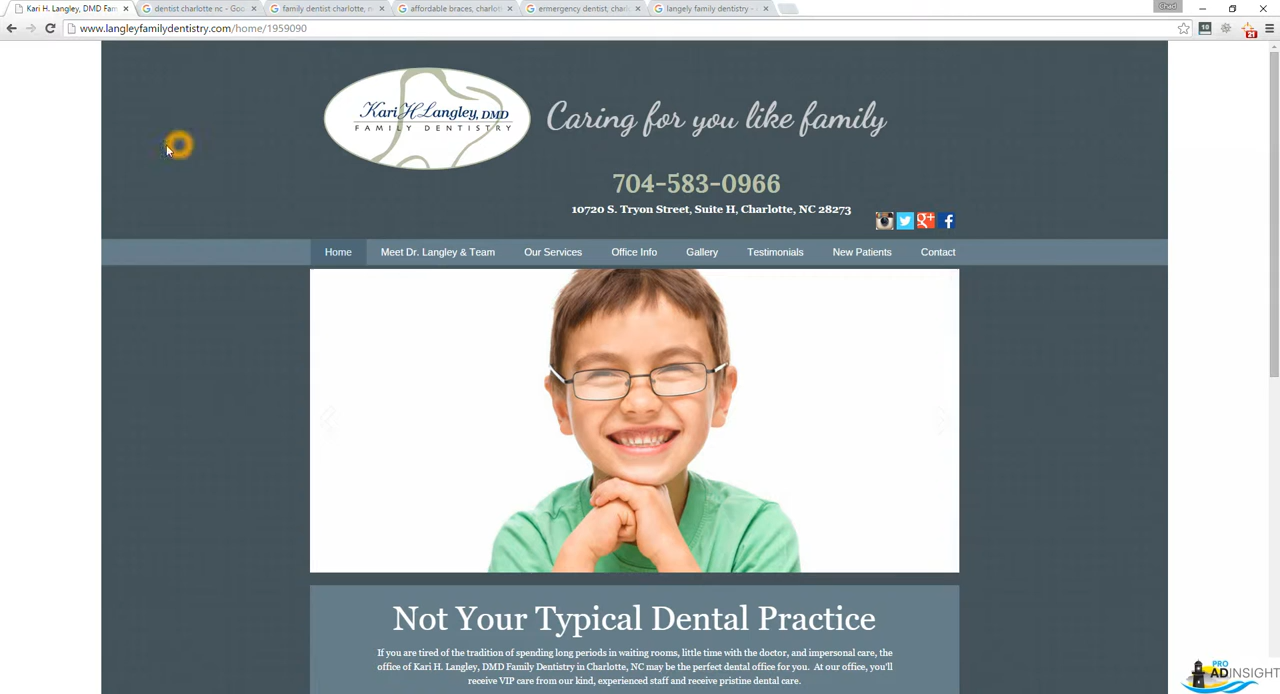 Kari H. Langley, DMD Fam
dentist charlotte nc - Goo
family dentist charlotte, n
affordable braces, charlot
ermergency dentist, charl
langely family dentistry -
Chad
www.langleyfamilydentistry.com/home/1959090
10
21
Kari H Langley, DMD
FAMILY DENTISTRY
Caring for you like family
704-583-0966
10720 S. Tryon Street, Suite H, Charlotte, NC 28273
Home
Meet Dr. Langley & Team
Our Services
Office Info
Gallery
Testimonials
New Patients
Contact
Not Your Typical Dental Practice
If you are tired of the tradition of spending long periods in waiting rooms, little time with the doctor, and impersonal care, the
office of Kari H. Langley, DMD Family Dentistry in Charlotte, NC may be the perfect dental office for you. At our office, you'll
receive VIP care from our kind, experienced staff and receive pristine dental care.
PRO
ADINSIGHT